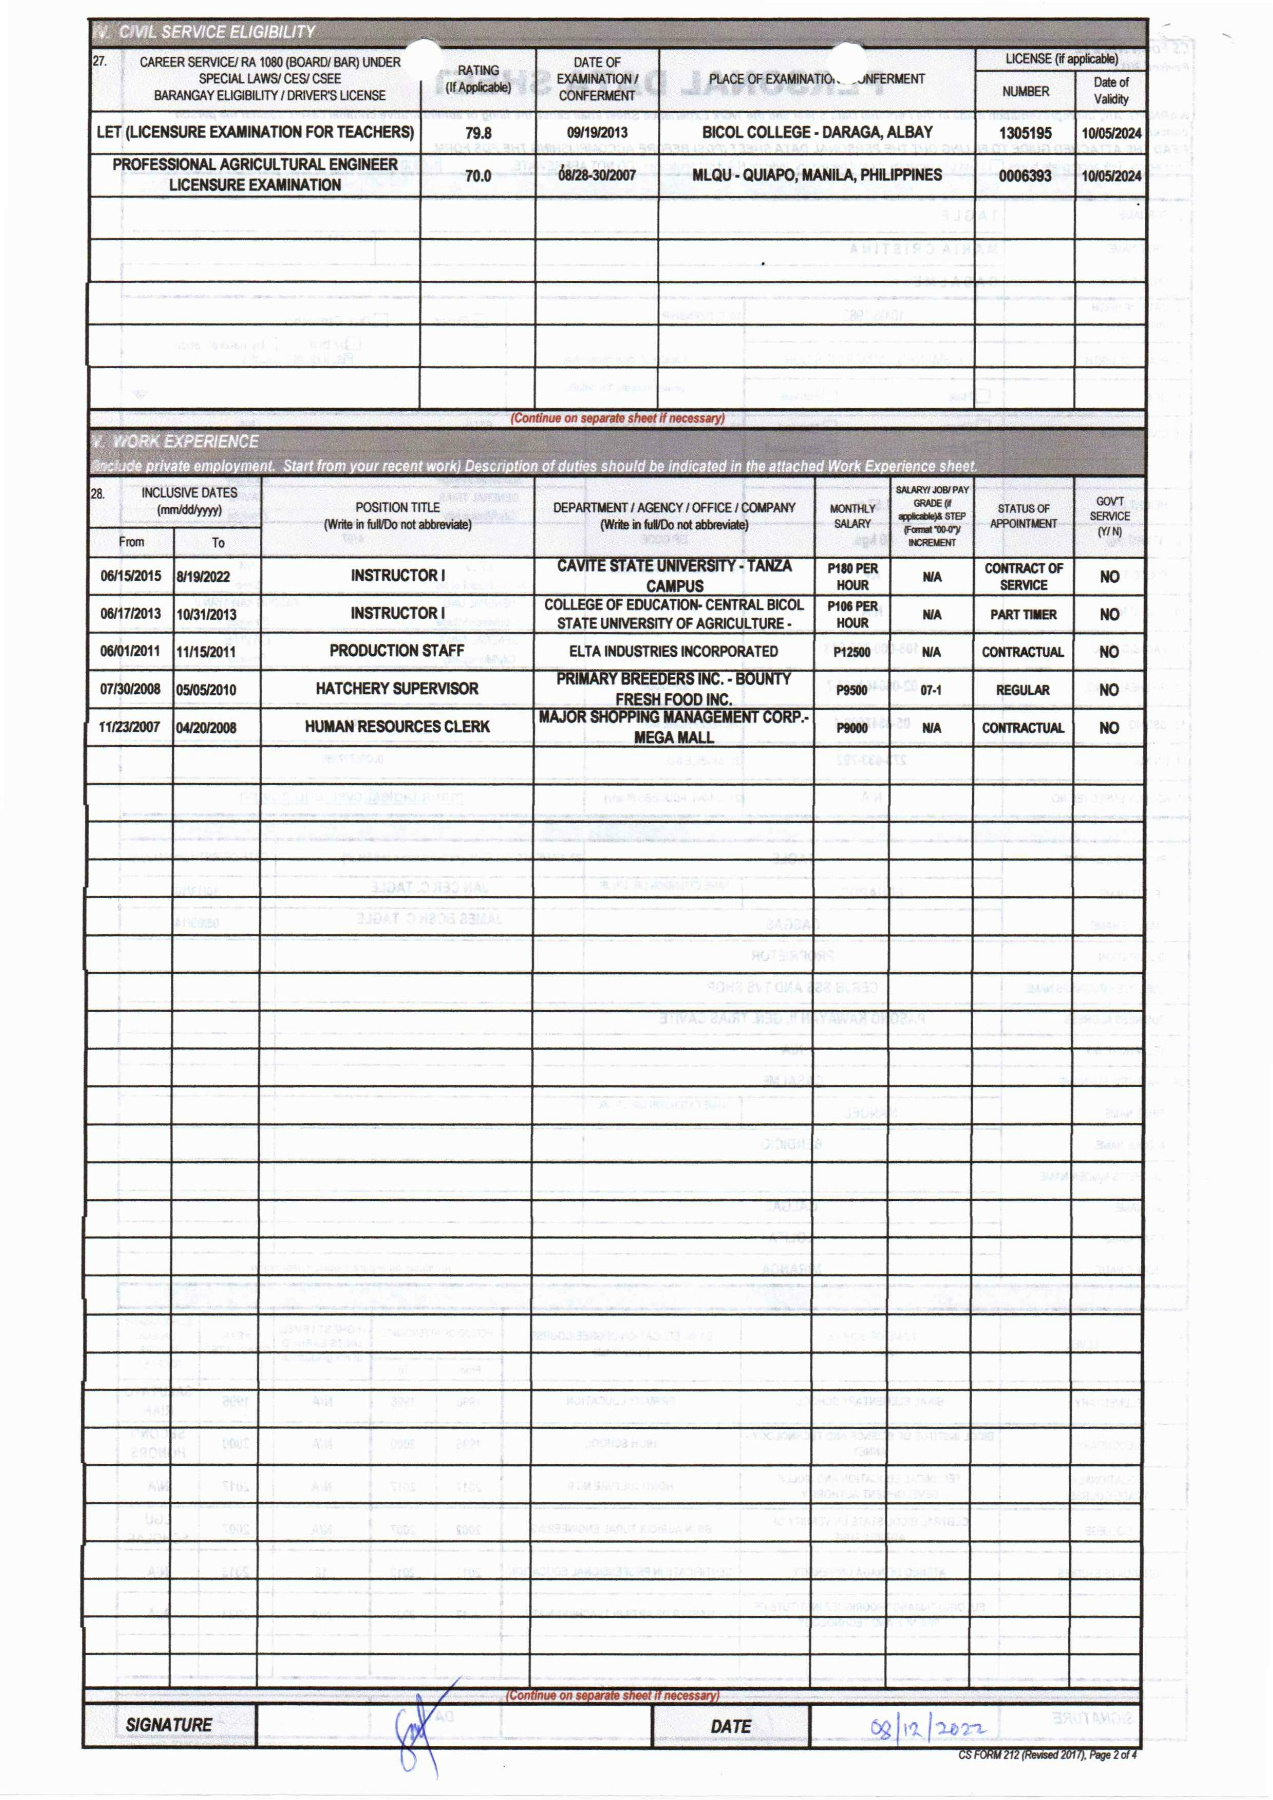 IV. CIVIL SERVICE ELIGIBILITY
27. CAREER SERVICE/ RA 1080 (BOARD/ BAR) UNDER SPECIAL LAWS/ CES/ CSEE BARANGAY ELIGIBILITY / DRIVER'S LICENSE
RATING (If Applicable)
DATE OF EXAMINATION / CONFERMENT
PLACE OF EXAMINATION ONFERMENT
LICENSE (if applicable)
NUMBER
Date of Validity
LET (LICENSURE EXAMINATION FOR TEACHERS) 79.8 09/19/2013 BICOL COLLEGE - DARAGA, ALBAY 1305195 10/05/2024
PROFESSIONAL AGRICULTURAL ENGINEER LICENSURE EXAMINATION 70.0 08/28-30/2007 MLQU - QUIAPO, MANILA, PHILIPPINES 0006393 10/05/2024
(Continue on separate sheet if necessary)
V. WORK EXPERIENCE
(Include private employment. Start from your recent work) Description of duties should be indicated in the attached Work Experience sheet.
28. INCLUSIVE DATES (mm/dd/yyyy)
From To
POSITION TITLE (Write in full/Do not abbreviate)
DEPARTMENT / AGENCY / OFFICE / COMPANY (Write in full/Do not abbreviate)
MONTHLY SALARY
SALARY/ JOB/ PAY GRADE (if applicable)& STEP (Format "00-0")/ INCREMENT
STATUS OF APPOINTMENT
GOV'T SERVICE (Y/ N)
06/15/2015 8/19/2022 INSTRUCTOR I CAVITE STATE UNIVERSITY - TANZA CAMPUS P180 PER HOUR N/A CONTRACT OF SERVICE NO
06/17/2013 10/31/2013 INSTRUCTOR I COLLEGE OF EDUCATION- CENTRAL BICOL STATE UNIVERSITY OF AGRICULTURE - P106 PER HOUR N/A PART TIMER NO
06/01/2011 11/15/2011 PRODUCTION STAFF ELTA INDUSTRIES INCORPORATED P12500 N/A CONTRACTUAL NO
07/30/2008 05/05/2010 HATCHERY SUPERVISOR PRIMARY BREEDERS INC. - BOUNTY FRESH FOOD INC. P9500 07-1 REGULAR NO
11/23/2007 04/20/2008 HUMAN RESOURCES CLERK MAJOR SHOPPING MANAGEMENT CORP.- MEGA MALL P9000 N/A CONTRACTUAL NO
(Continue on separate sheet if necessary)
SIGNATURE DATE 08/12/2022
CS FORM 212 (Revised 2017), Page 2 of 4